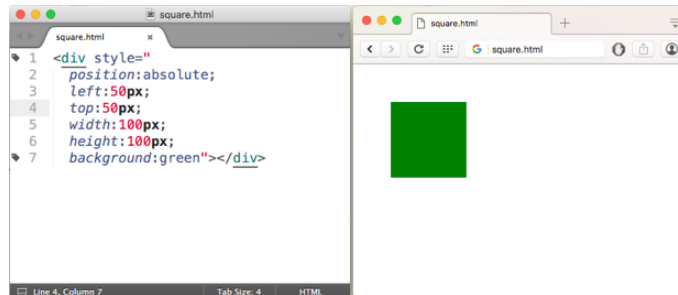 square.html
square.html ×
1 <div style="
2 position:absolute;
3 left:50px;
4 top:50px;
5 width:100px;
6 height:100px;
7 background:green"></div>
Line 4, Column 7 Tab Size: 4 HTML
square.html
G square.html